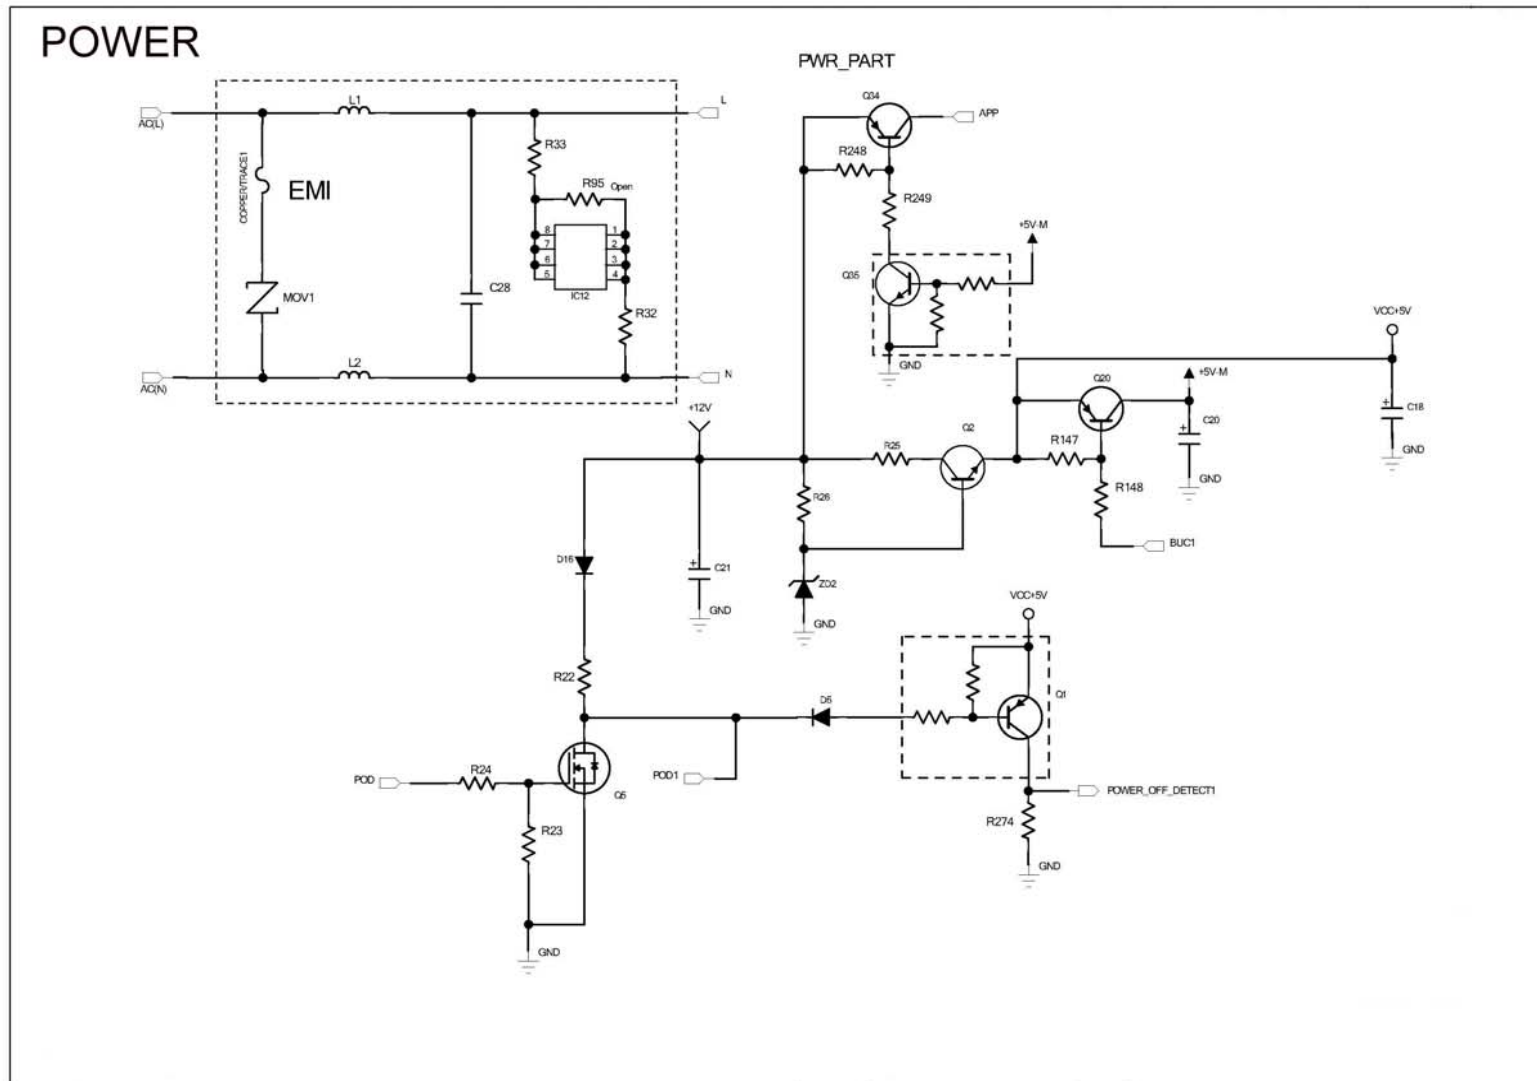 POWER
PWR_PART
AC(L)
L1
L
R33
COPPER/TRACE1
EMI
R95
Open
8
7
6
5
1
2
3
4
IC12
MOV1
C28
R32
L2
AC(N)
N
Q34
APP
R248
R249
+5V-M
Q35
GND
VCC+5V
+12V
+5V-M
Q20
C20
C18
GND
Q2
R25
R147
GND
R148
R26
BUC1
D16
C21
GND
ZD2
GND
VCC+5V
R22
D5
Q1
POD
R24
Q5
POD1
POWER_OFF_DETECT1
R23
R274
GND
GND